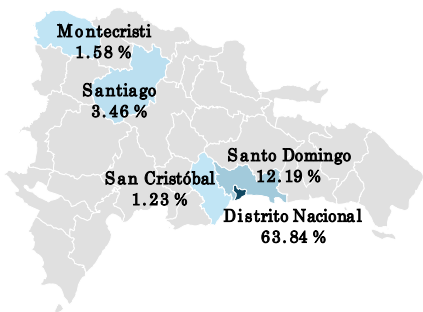 Montecristi
1.58 %
Santiago
3.46 %
Santo Domingo
12.19 %
San Cristóbal
1.23 %
Distrito Nacional
63.84 %